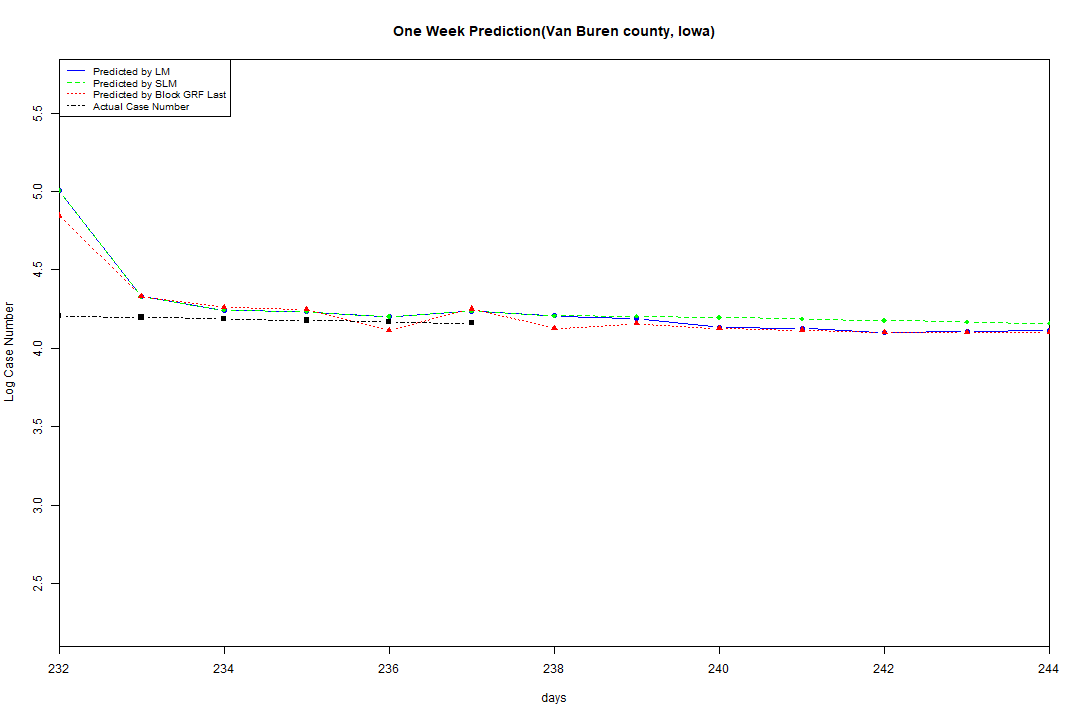 One Week Prediction(Van Buren county, Iowa)
Predicted by LM
Predicted by SLM
Predicted by Block GRF Last
Actual Case Number
5.5
5.0
4.5
4.0
3.5
3.0
2.5
Log Case Number
232 234 236 238 240 242 244
days